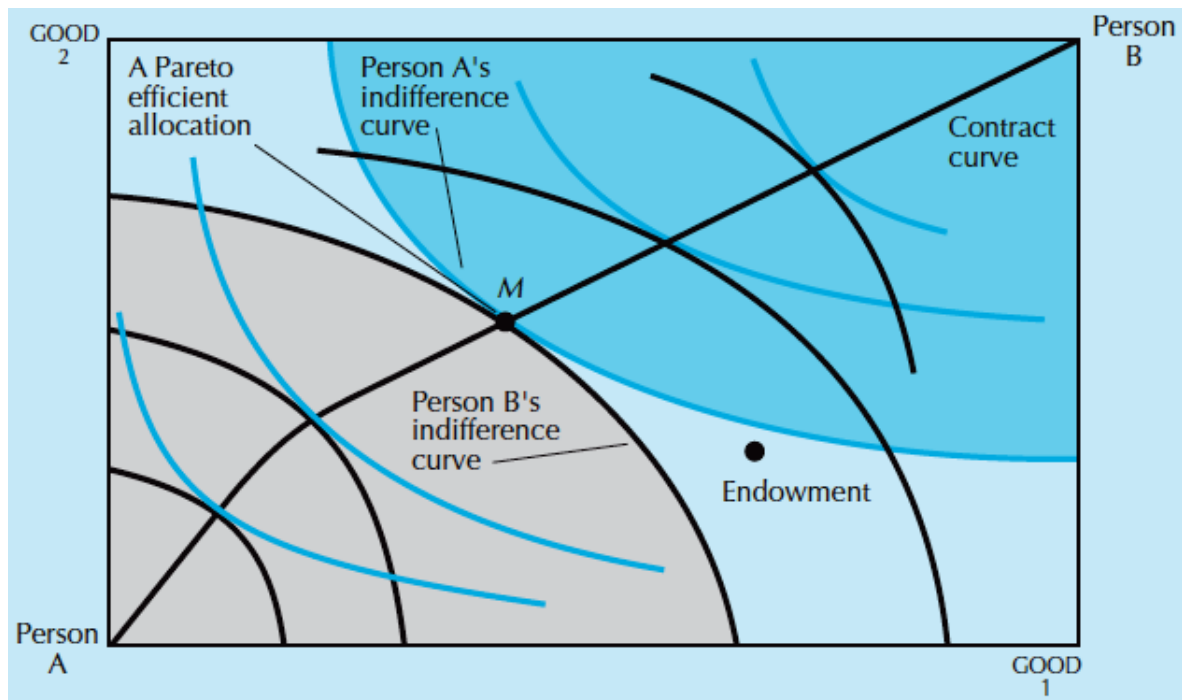 GOOD
2
A Pareto
efficient
allocation
Person A's
indifference
curve
Person
B
Contract
curve
M
Person B's
indifference
curve
Endowment
Person
A
GOOD
1